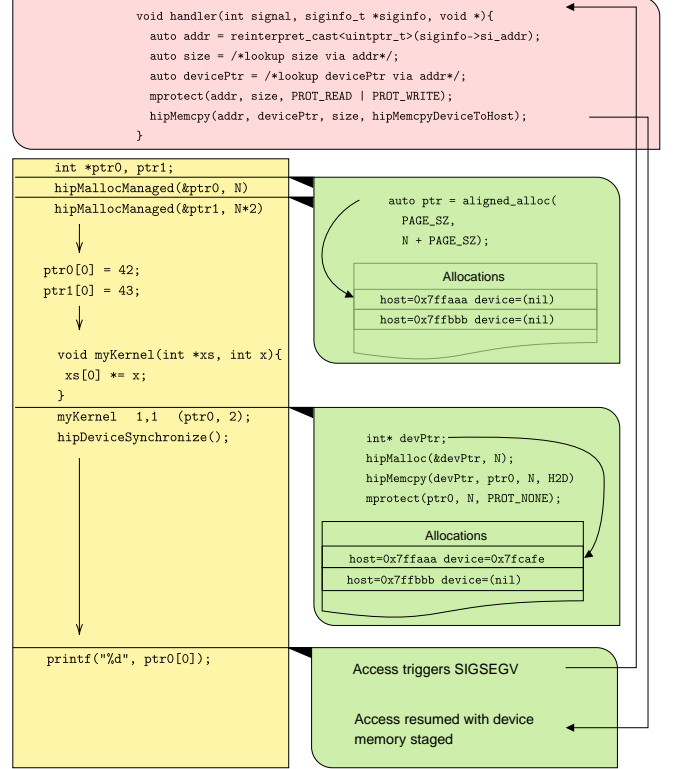 void handler(int signal, siginfo_t *siginfo, void *){
auto addr = reinterpret_cast<uintptr_t>(siginfo->si_addr);
auto size = /*lookup size via addr*/;
auto devicePtr = /*lookup devicePtr via addr*/;
mprotect(addr, size, PROT_READ | PROT_WRITE);
hipMemcpy(addr, devicePtr, size, hipMemcpyDeviceToHost);
}
int *ptr0, ptr1;
hipMallocManaged(&ptr0, N)
hipMallocManaged(&ptr1, N*2)
auto ptr = aligned_alloc(
PAGE_SZ,
N + PAGE_SZ);
Allocations
host=0x7ffaaa device=(nil)
host=0x7ffbbb device=(nil)
ptr0[0] = 42;
ptr1[0] = 43;
void myKernel(int *xs, int x){
xs[0] *= x;
}
myKernel 1,1 (ptr0, 2);
hipDeviceSynchronize();
int* devPtr;
hipMalloc(&devPtr, N);
hipMemcpy(devPtr, ptr0, N, H2D)
mprotect(ptr0, N, PROT_NONE);
Allocations
host=0x7ffaaa device=0x7fcafe
host=0x7ffbbb device=(nil)
printf("%d", ptr0[0]);
Access triggers SIGSEGV
Access resumed with device
memory staged